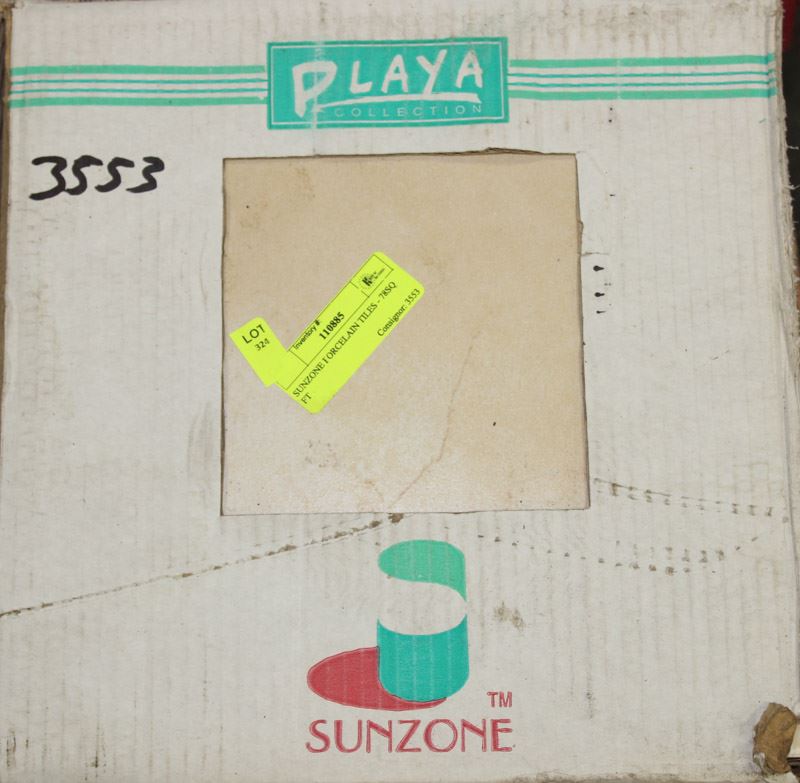 PLAYA
COLLECTION
3553
LOT
324
Inventory #
110885
SUNZONE PORCELAIN TILES - 78SQ
FT
Consignor: 3553
TM
SUNZONE